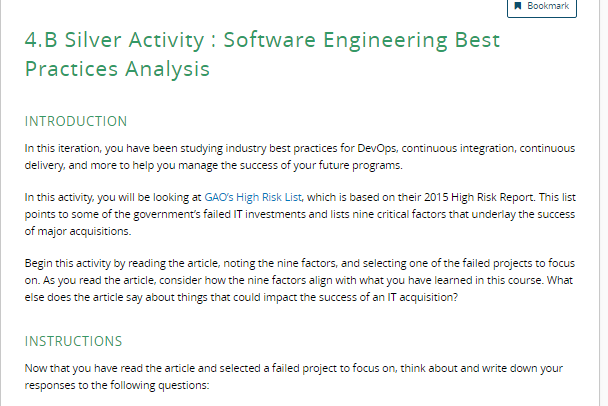 Bookmark
4.B Silver Activity : Software Engineering Best
Practices Analysis
INTRODUCTION
In this iteration, you have been studying industry best practices for DevOps, continuous integration, continuous
delivery, and more to help you manage the success of your future programs.
In this activity, you will be looking at GAO's High Risk List, which is based on their 2015 High Risk Report. This list
points to some of the government's failed IT investments and lists nine critical factors that underlay the success
of major acquisitions.
Begin this activity by reading the article, noting the nine factors, and selecting one of the failed projects to focus
on. As you read the article, consider how the nine factors align with what you have learned in this course. What
else does the article say about things that could impact the success of an IT acquisition?
INSTRUCTIONS
Now that you have read the article and selected a failed project to focus on, think about and write down your
responses to the following questions: